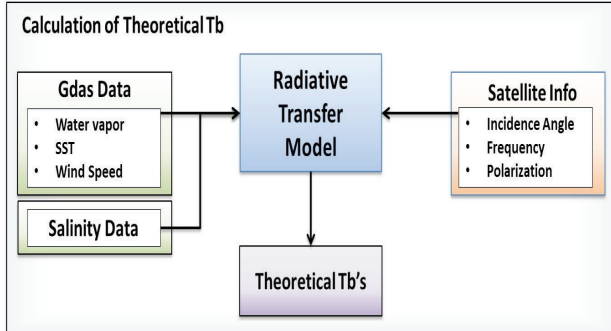 Calculation of Theoretical Tb
Gdas Data
• Water vapor
• SST
• Wind Speed
Salinity Data
Radiative
Transfer
Model
Theoretical Tb's
Satellite Info
• Incidence Angle
• Frequency
• Polarization